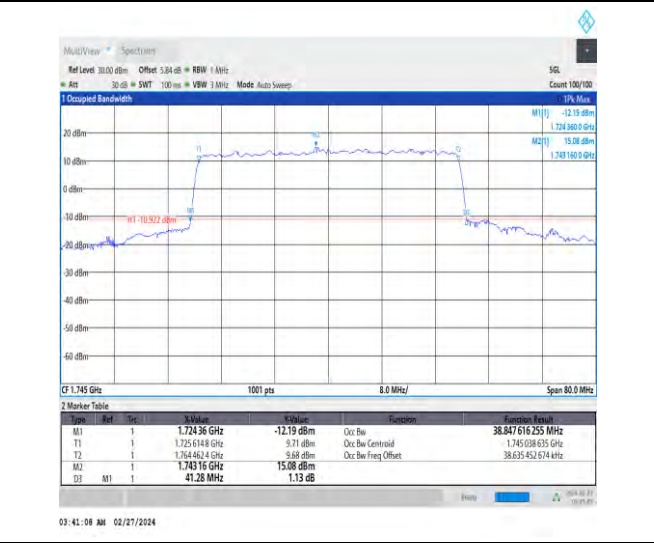 MultiView Spectrum
Ref Level 30.00 dBm Offset 5.84 dB RBW 1 MHz SGL
Att 30 dB SWT 100 ms VBW 3 MHz Mode Auto Sweep Count 100/100
1 Occupied Bandwidth 1Pk Max
M1[1] -12.19 dBm
1.724 360 0 GHz
M2[1] 15.08 dBm
1.743 160 0 GHz
20 dBm
M2
T1 T2
10 dBm
0 dBm
M1
-10 dBm
H1 -10.922 dBm
-20 dBm
-30 dBm
-40 dBm
-50 dBm
-60 dBm
CF 1.745 GHz 1001 pts 8.0 MHz/ Span 80.0 MHz
2 Marker Table
Type Ref Trc X-Value Y-Value Function Function Result
M1 1 1.724 36 GHz -12.19 dBm Occ Bw 38.847 616 255 MHz
T1 1 1.725 614 8 GHz 9.71 dBm Occ Bw Centroid 1.745 038 635 GHz
T2 1 1.764 462 4 GHz 9.68 dBm Occ Bw Freq Offset 38.635 452 674 kHz
M2 1 1.743 16 GHz 15.08 dBm
D3 M1 1 41.28 MHz 1.13 dB
03:41:08 AM 02/27/2024